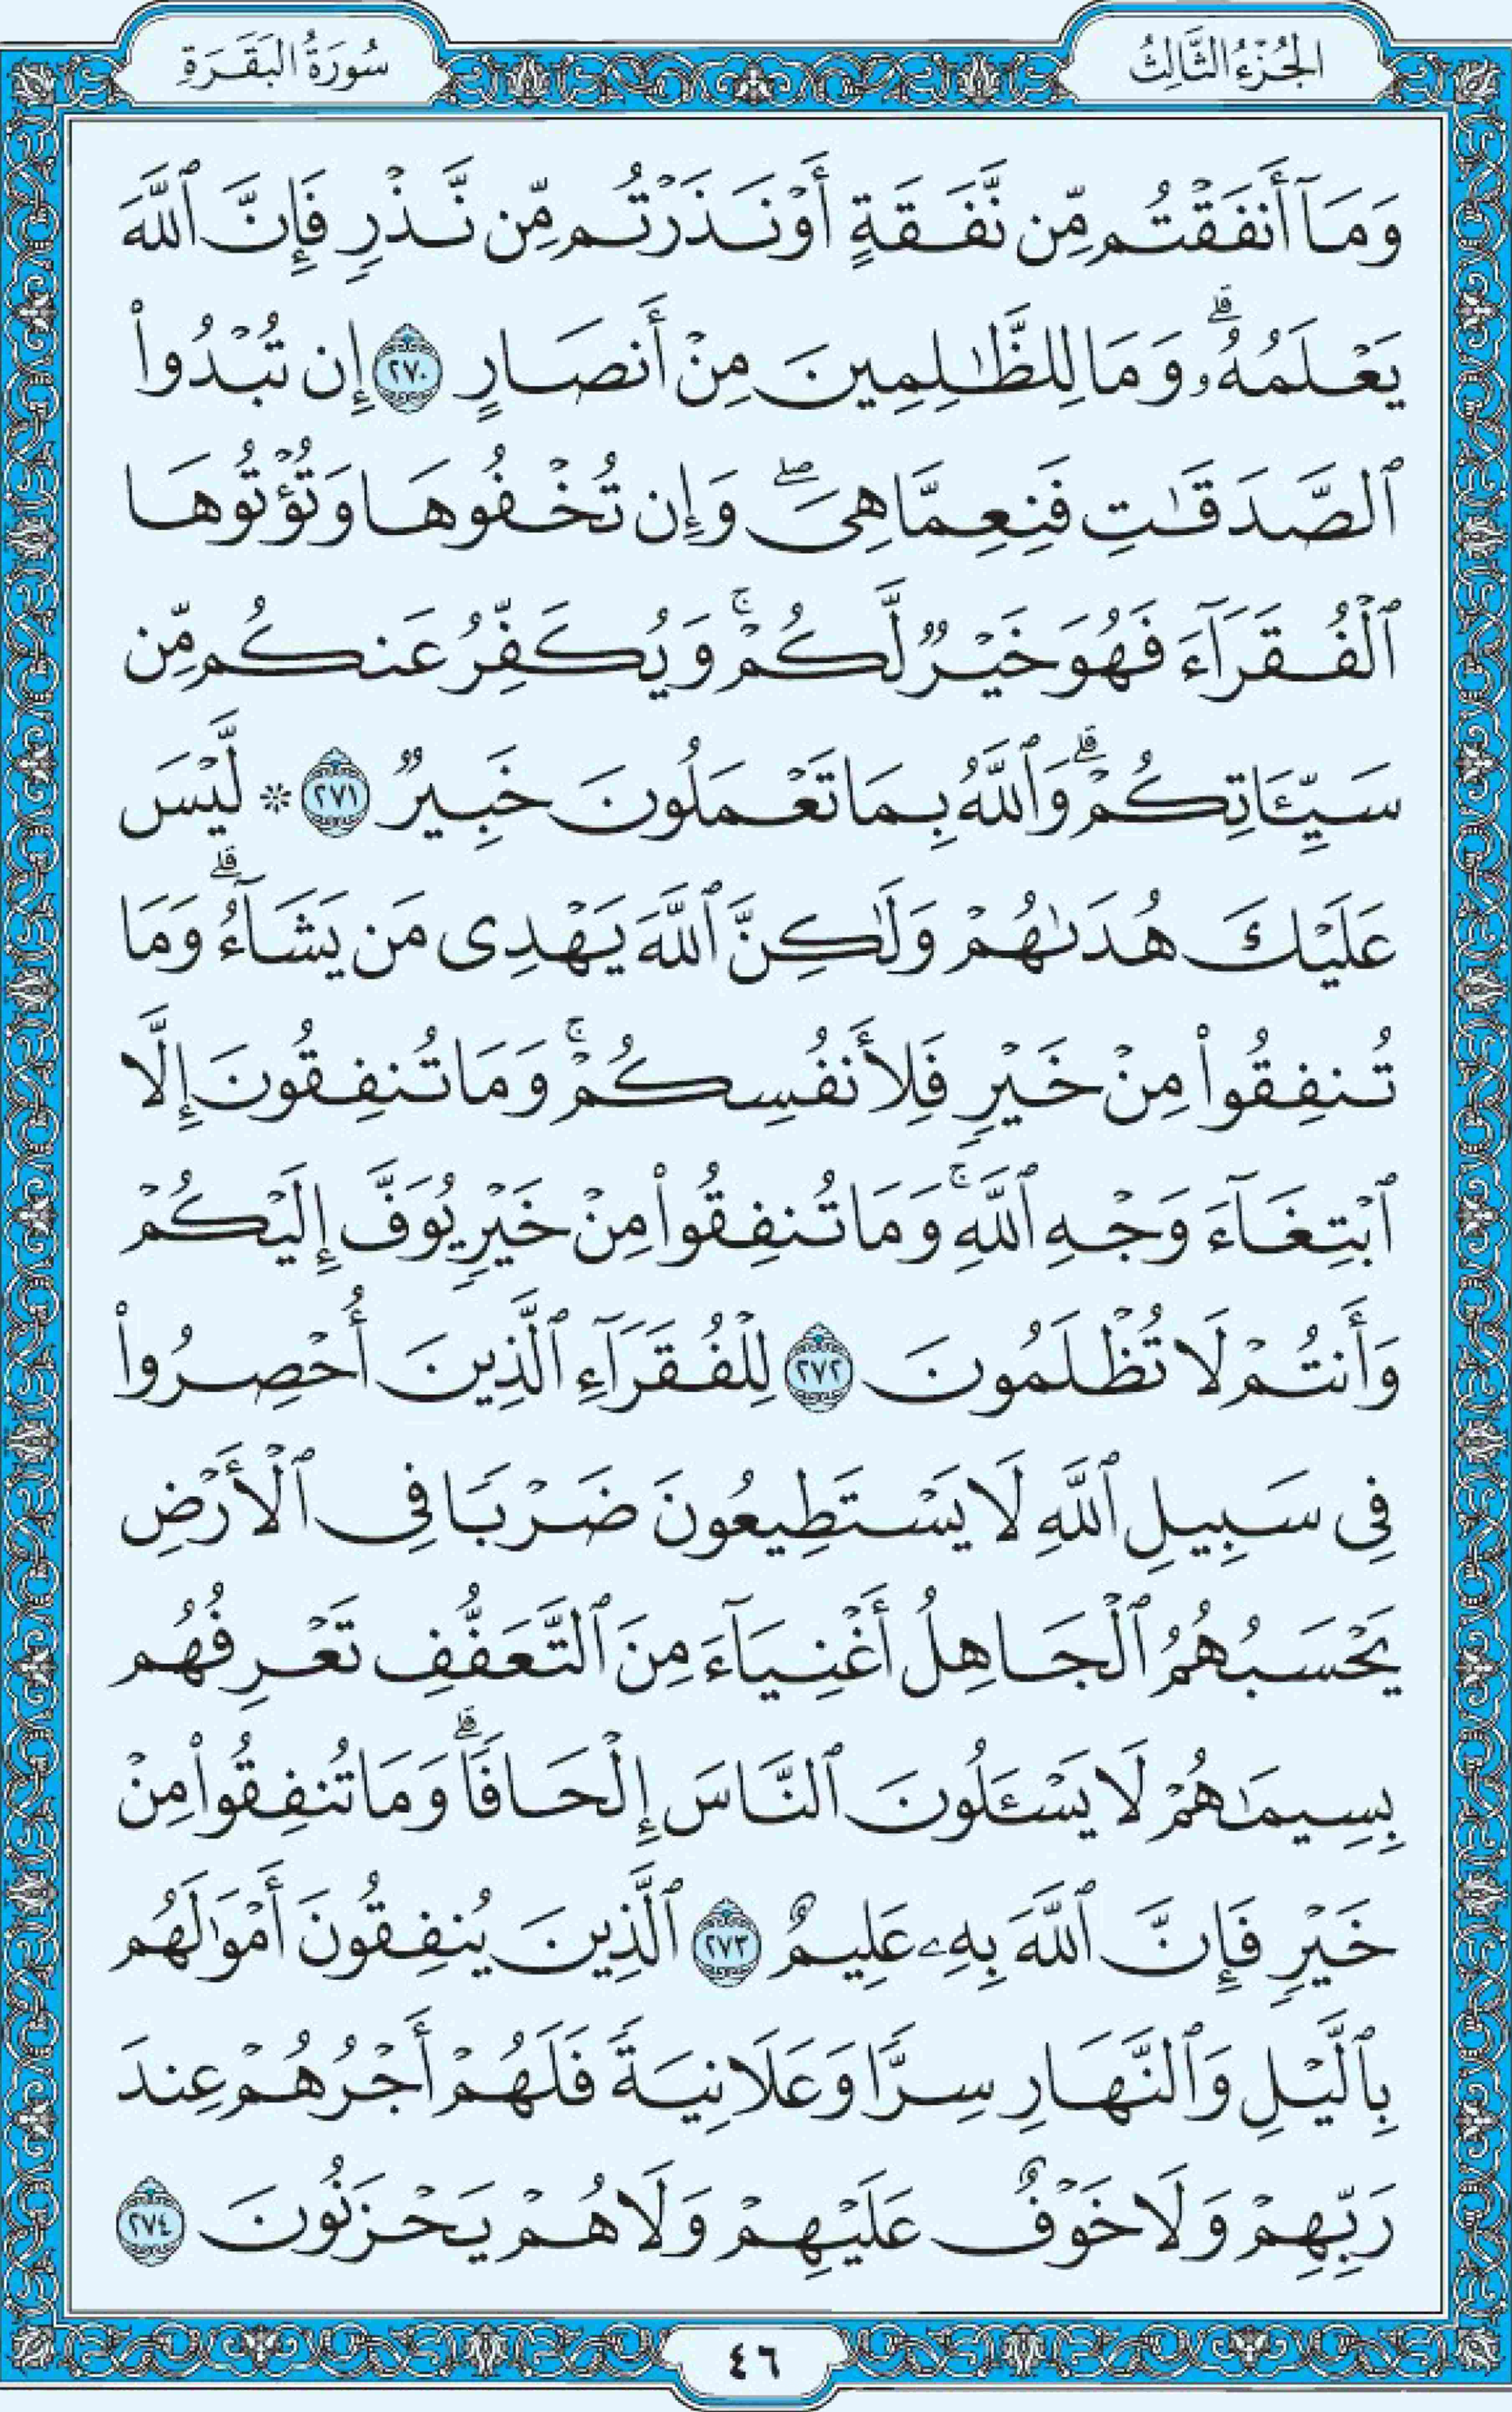 الجُزْءُ الثَّالِثُ
سُورَةُ البَقَرَةِ
وَمَآ أَنفَقْتُم مِّن نَّفَقَةٍ أَوْ نَذَرْتُم مِّن نَّذْرٍ فَإِنَّ ٱللَّهَ
يَعْلَمُهُۥۗ وَمَا لِلظَّٰلِمِينَ مِنْ أَنصَارٍ ٢٧٠ إِن تُبْدُوا۟
ٱلصَّدَقَٰتِ فَنِعِمَّا هِىَۖ وَإِن تُخْفُوهَا وَتُؤْتُوهَا
ٱلْفُقَرَآءَ فَهُوَ خَيْرٌ لَّكُمْۚ وَيُكَفِّرُ عَنكُم مِّن
سَيِّـَٔاتِكُمْۗ وَٱللَّهُ بِمَا تَعْمَلُونَ خَبِيرٌ ٢٧١ * لَّيْسَ
عَلَيْكَ هُدَىٰهُمْ وَلَٰكِنَّ ٱللَّهَ يَهْدِى مَن يَشَآءُۗ وَمَا
تُنفِقُوا۟ مِنْ خَيْرٍ فَلِأَنفُسِكُمْۚ وَمَا تُنفِقُونَ إِلَّا
ٱبْتِغَآءَ وَجْهِ ٱللَّهِۚ وَمَا تُنفِقُوا۟ مِنْ خَيْرٍ يُوَفَّ إِلَيْكُمْ
وَأَنتُمْ لَا تُظْلَمُونَ ٢٧٢ لِلْفُقَرَآءِ ٱلَّذِينَ أُحْصِرُوا۟
فِى سَبِيلِ ٱللَّهِ لَا يَسْتَطِيعُونَ ضَرْبًا فِى ٱلْأَرْضِ
يَحْسَبُهُمُ ٱلْجَاهِلُ أَغْنِيَآءَ مِنَ ٱلتَّعَفُّفِ تَعْرِفُهُم
بِسِيمَٰهُمْ لَا يَسْـَٔلُونَ ٱلنَّاسَ إِلْحَافًاۗ وَمَا تُنفِقُوا۟ مِنْ
خَيْرٍ فَإِنَّ ٱللَّهَ بِهِۦ عَلِيمٌ ٢٧٣ ٱلَّذِينَ يُنفِقُونَ أَمْوَٰلَهُم
بِٱلَّيْلِ وَٱلنَّهَارِ سِرًّا وَعَلَانِيَةً فَلَهُمْ أَجْرُهُمْ عِندَ
رَبِّهِمْ وَلَا خَوْفٌ عَلَيْهِمْ وَلَا هُمْ يَحْزَنُونَ ٢٧٤
٤٦